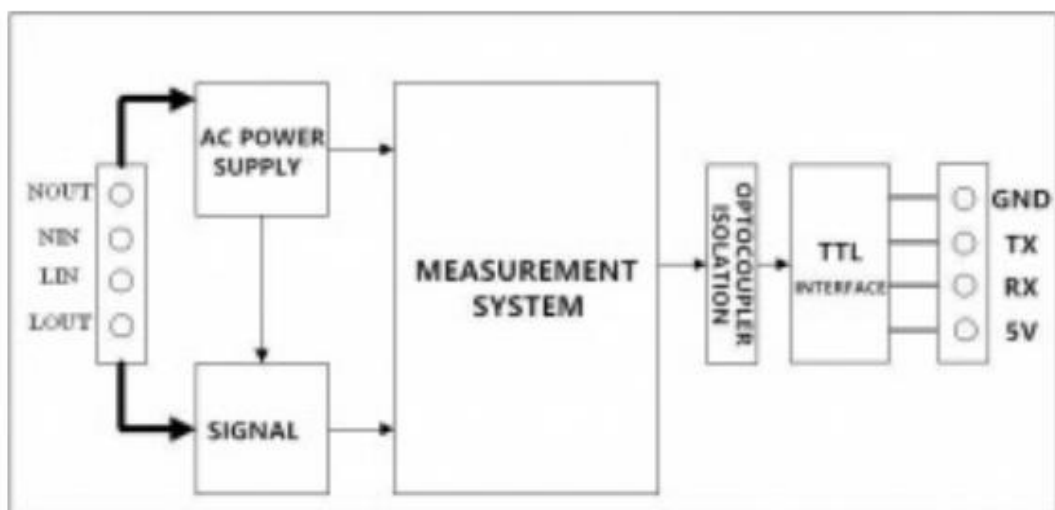 NOUT
NIN
LIN
LOUT
AC POWER
SUPPLY
SIGNAL
MEASUREMENT
SYSTEM
OPTOCOUPLER
ISOLATION
TTL
INTERFACE
GND
TX
RX
5V